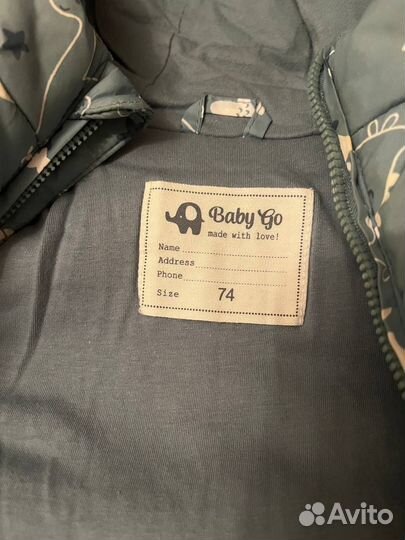 Baby Go
made with love!
Name
Address
Phone
Size 74
Avito